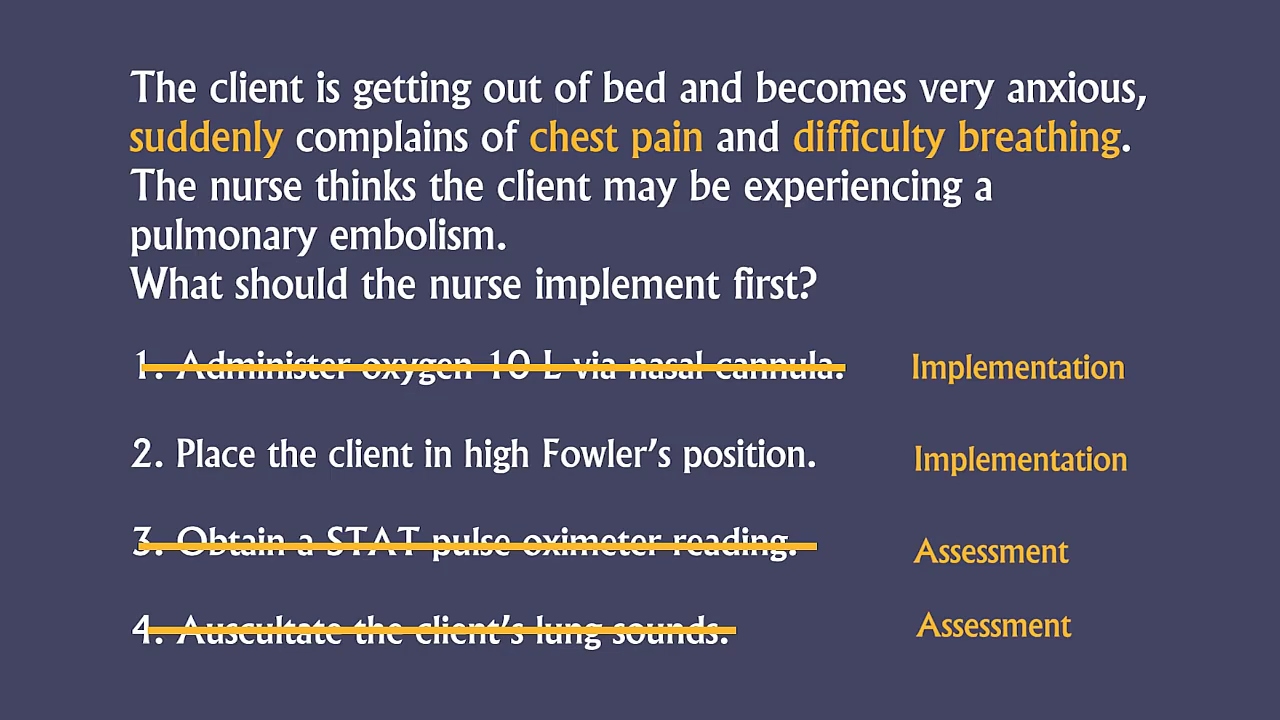 The client is getting out of bed and becomes very anxious,
suddenly complains of chest pain and difficulty breathing.
The nurse thinks the client may be experiencing a
pulmonary embolism.
What should the nurse implement first?
1. Administer oxygen 10 L via nasal cannula. Implementation
2. Place the client in high Fowler’s position. Implementation
3. Obtain a STAT pulse oximeter reading. Assessment
4. Auscultate the client’s lung sounds. Assessment